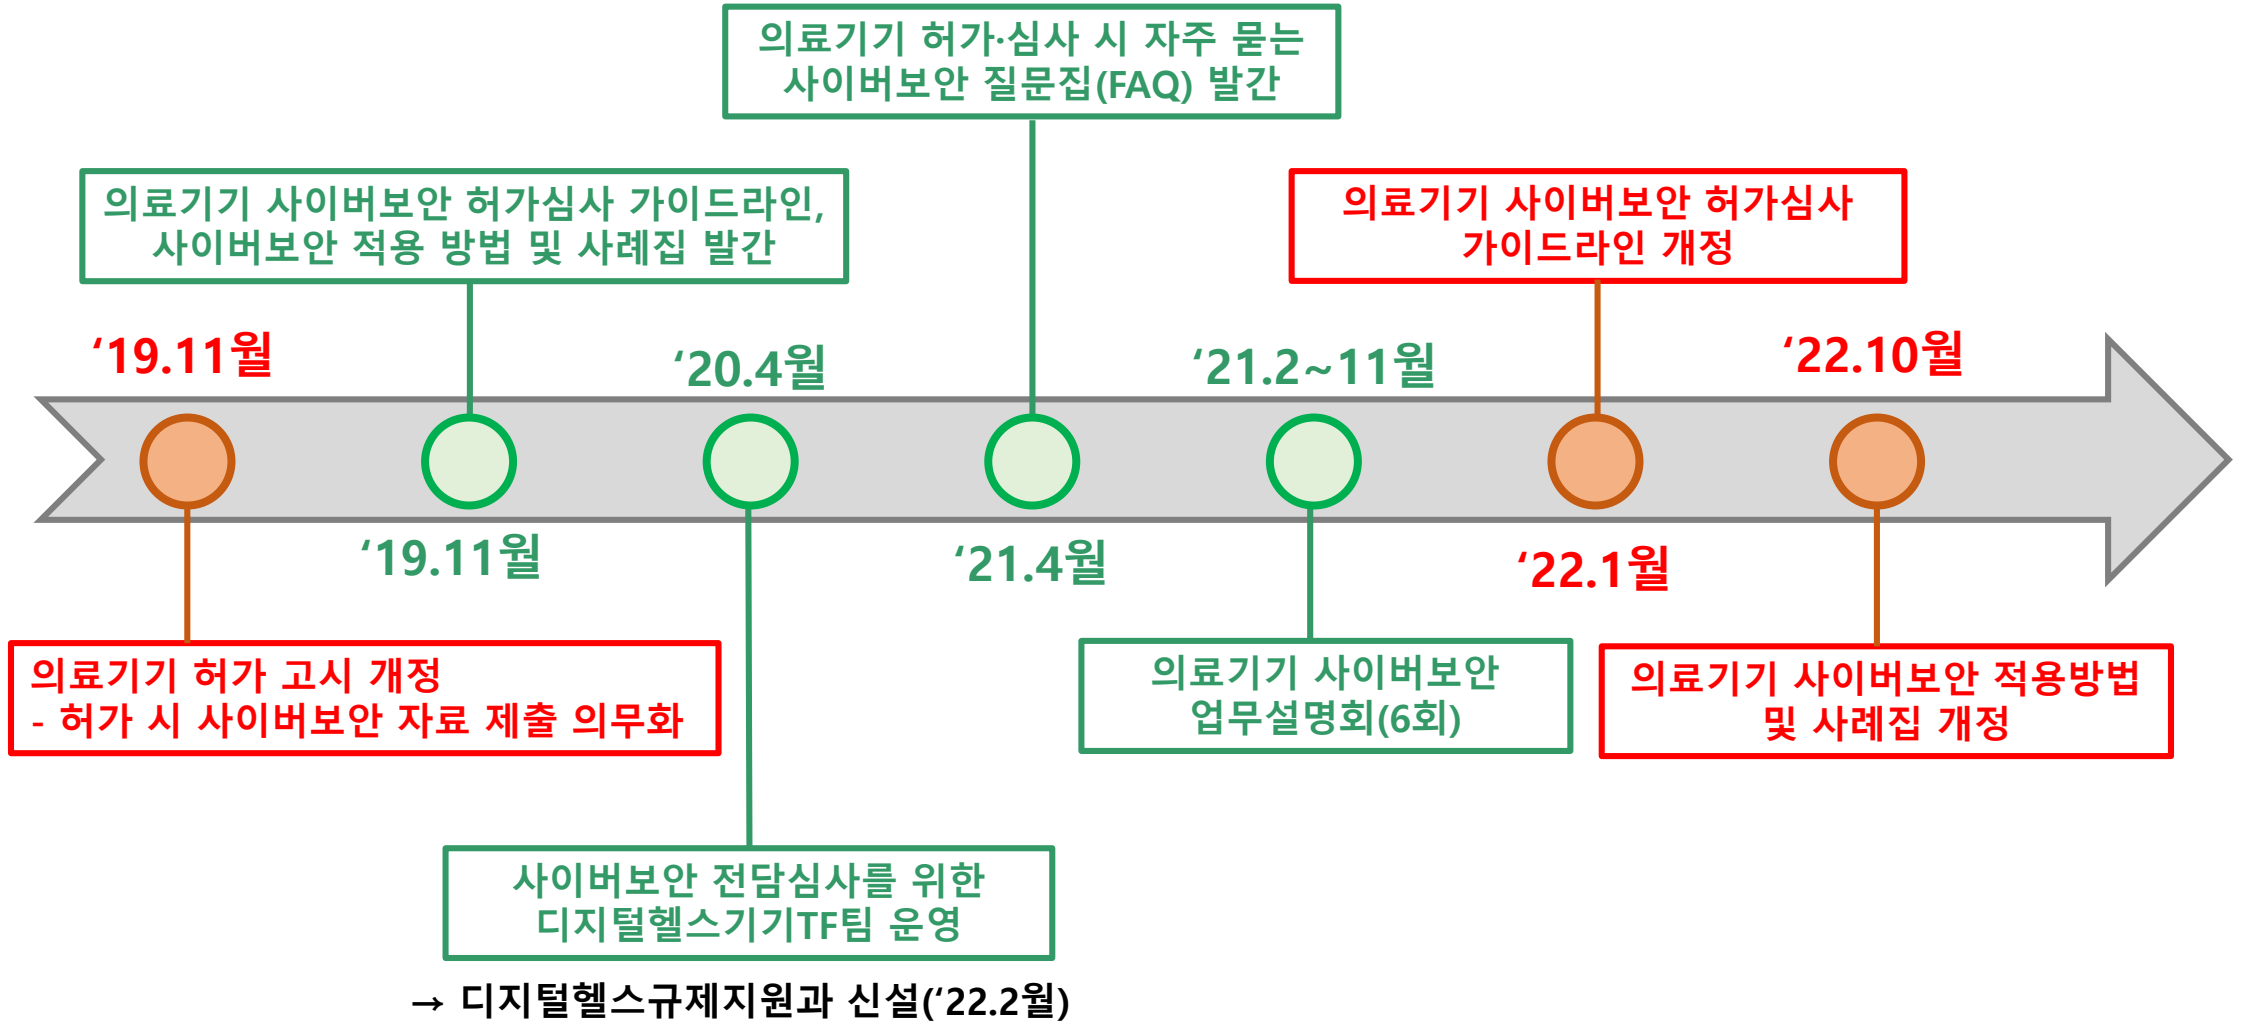 의료기기 허가·심사 시 자주 묻는
사이버보안 질문집(FAQ) 발간
의료기기 사이버보안 허가심사 가이드라인,
사이버보안 적용 방법 및 사례집 발간
의료기기 사이버보안 허가심사
가이드라인 개정
‘19.11월
‘20.4월
‘21.2~11월
‘22.10월
‘19.11월
‘21.4월
‘22.1월
의료기기 허가 고시 개정
- 허가 시 사이버보안 자료 제출 의무화
의료기기 사이버보안
업무설명회(6회)
의료기기 사이버보안 적용방법
및 사례집 개정
사이버보안 전담심사를 위한
디지털헬스기기TF팀 운영
→ 디지털헬스규제지원과 신설(‘22.2월)